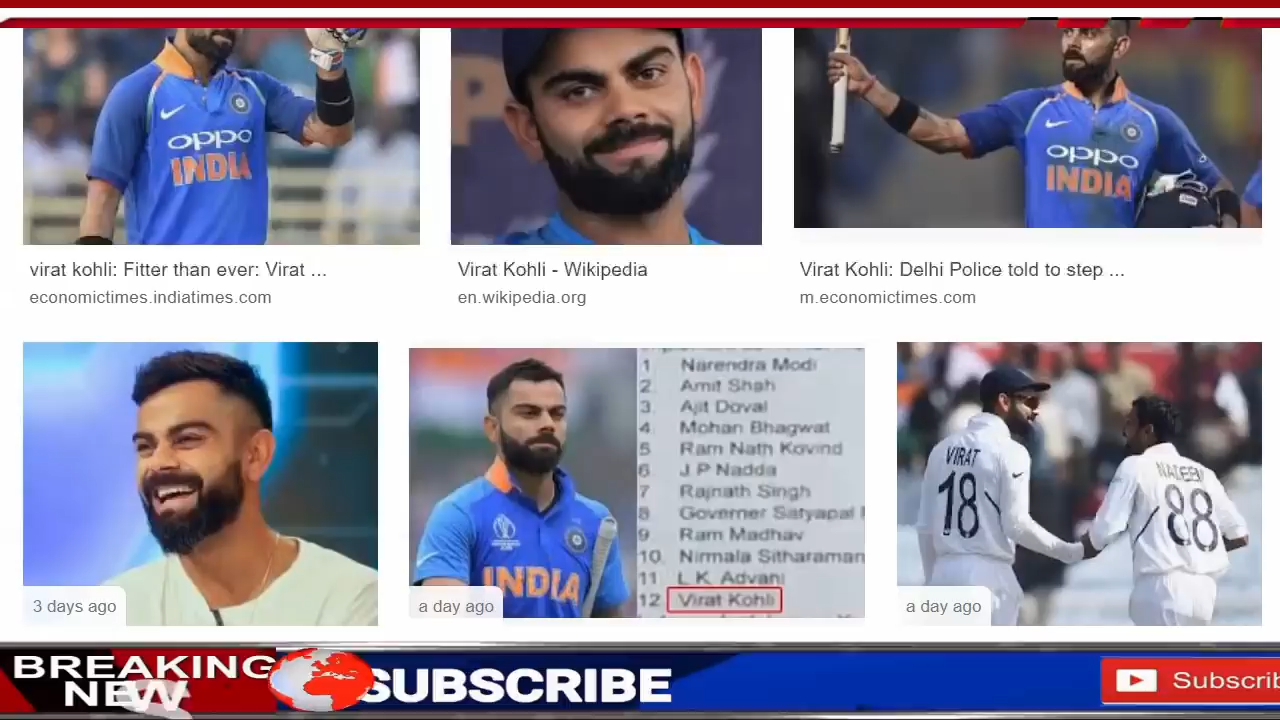 oppo
INDIA
oppo
INDIA
virat kohli: Fitter than ever: Virat ...
economictimes.indiatimes.com
Virat Kohli - Wikipedia
en.wikipedia.org
Virat Kohli: Delhi Police told to step ...
m.economictimes.com
3 days ago
INDIA
a day ago
1 Narendra Modi
2. Amit Shah
3. Ajit Doval
4. Mohan Bhagwat
5 Ram Nath Kovind
6 J P Nadda
7 Rajnath Singh
8 Governer Satyapal
9 Ram Madhav
10. Nirmala Sitharaman
11 L K Advani
12 Virat Kohli
VIRAT
18
NADEEM
88
a day ago
BREAKING
NEW
SUBSCRIBE
Subscrib